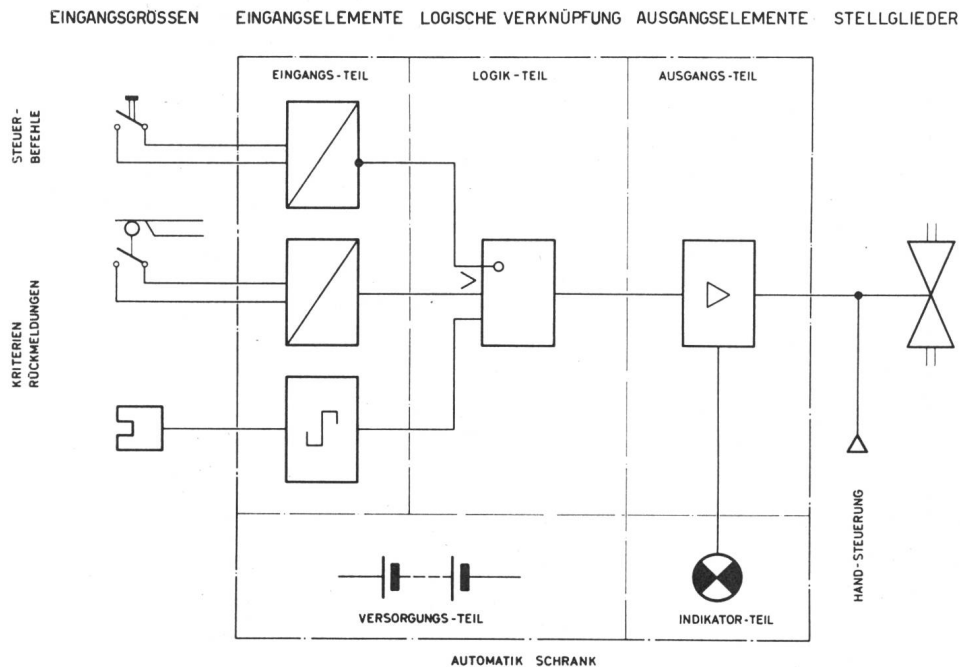 EINGANGSGRÖSSEN EINGANGSELEMENTE LOGISCHE VERKNÜPFUNG AUSGANGSELEMENTE STELLGLIEDER
EINGANGS-TEIL LOGIK-TEIL AUSGANGS-TEIL
STEUER-
BEFEHLE
KRITERIEN
RÜCKMELDUNGEN
HAND-STEUERUNG
VERSORGUNGS-TEIL INDIKATOR-TEIL
AUTOMATIK SCHRANK